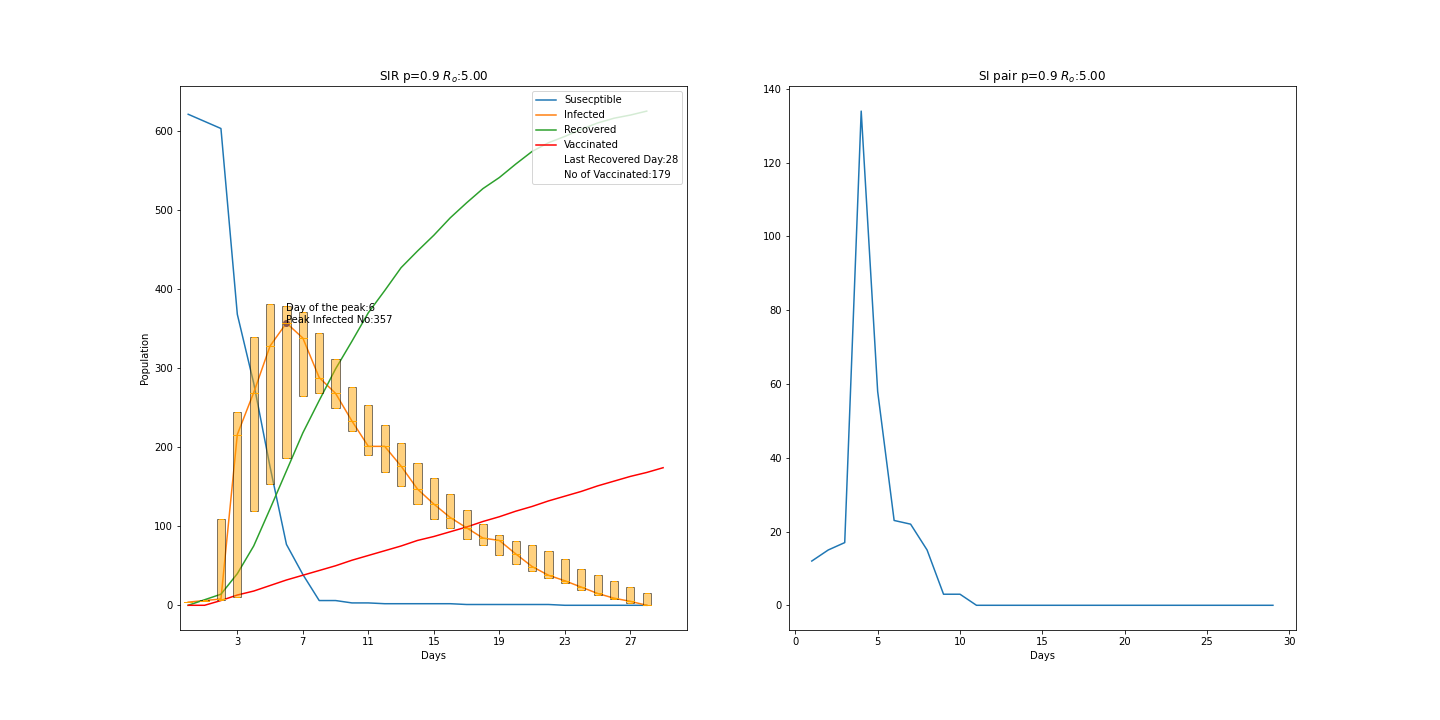 SIR p=0.9 Ro:5.00
Population
600
500
400
300
200
100
0
Susecptible
Infected
Recovered
Vaccinated
Last Recovered Day:28
No of Vaccinated:179
Day of the peak:6
Peak Infected No:357
3 7 11 15 19 23 27
Days
SI pair p=0.9 Ro:5.00
140
120
100
80
60
40
20
0
0 5 10 15 20 25 30
Days